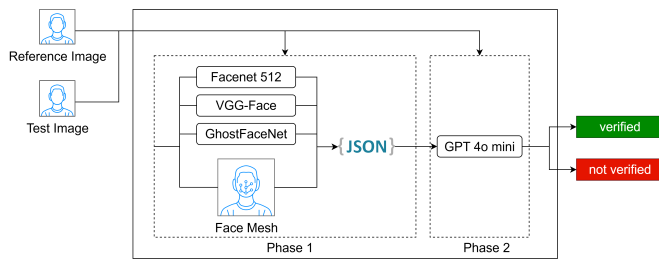 Reference Image
Test Image
Facenet 512
VGG-Face
GhostFaceNet
Face Mesh
{JSON}
Phase 1
GPT 4o mini
Phase 2
verified
not verified